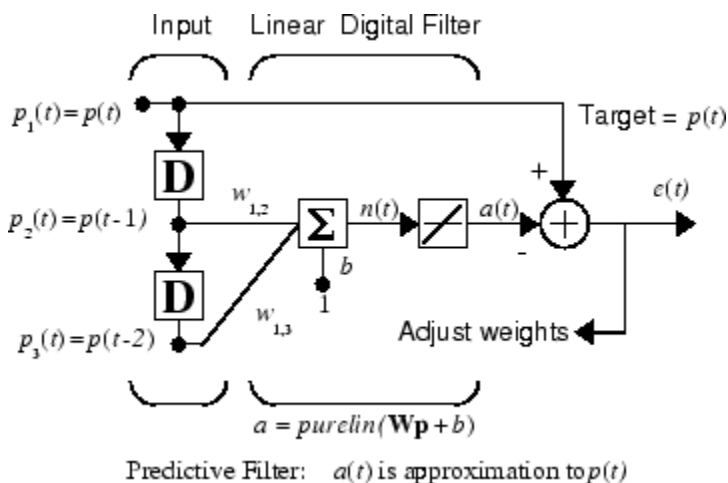 Input Linear Digital Filter
p1(t)=p(t)
Target = p(t)
D
+
w1,2
n(t)
a(t)
e(t)
p2(t)=p(t-1)
Σ
+
-
b
D
1
w1,3
p3(t)=p(t-2)
Adjust weights
a = purelin(Wp+b)
Predictive Filter: a(t) is approximation to p(t)